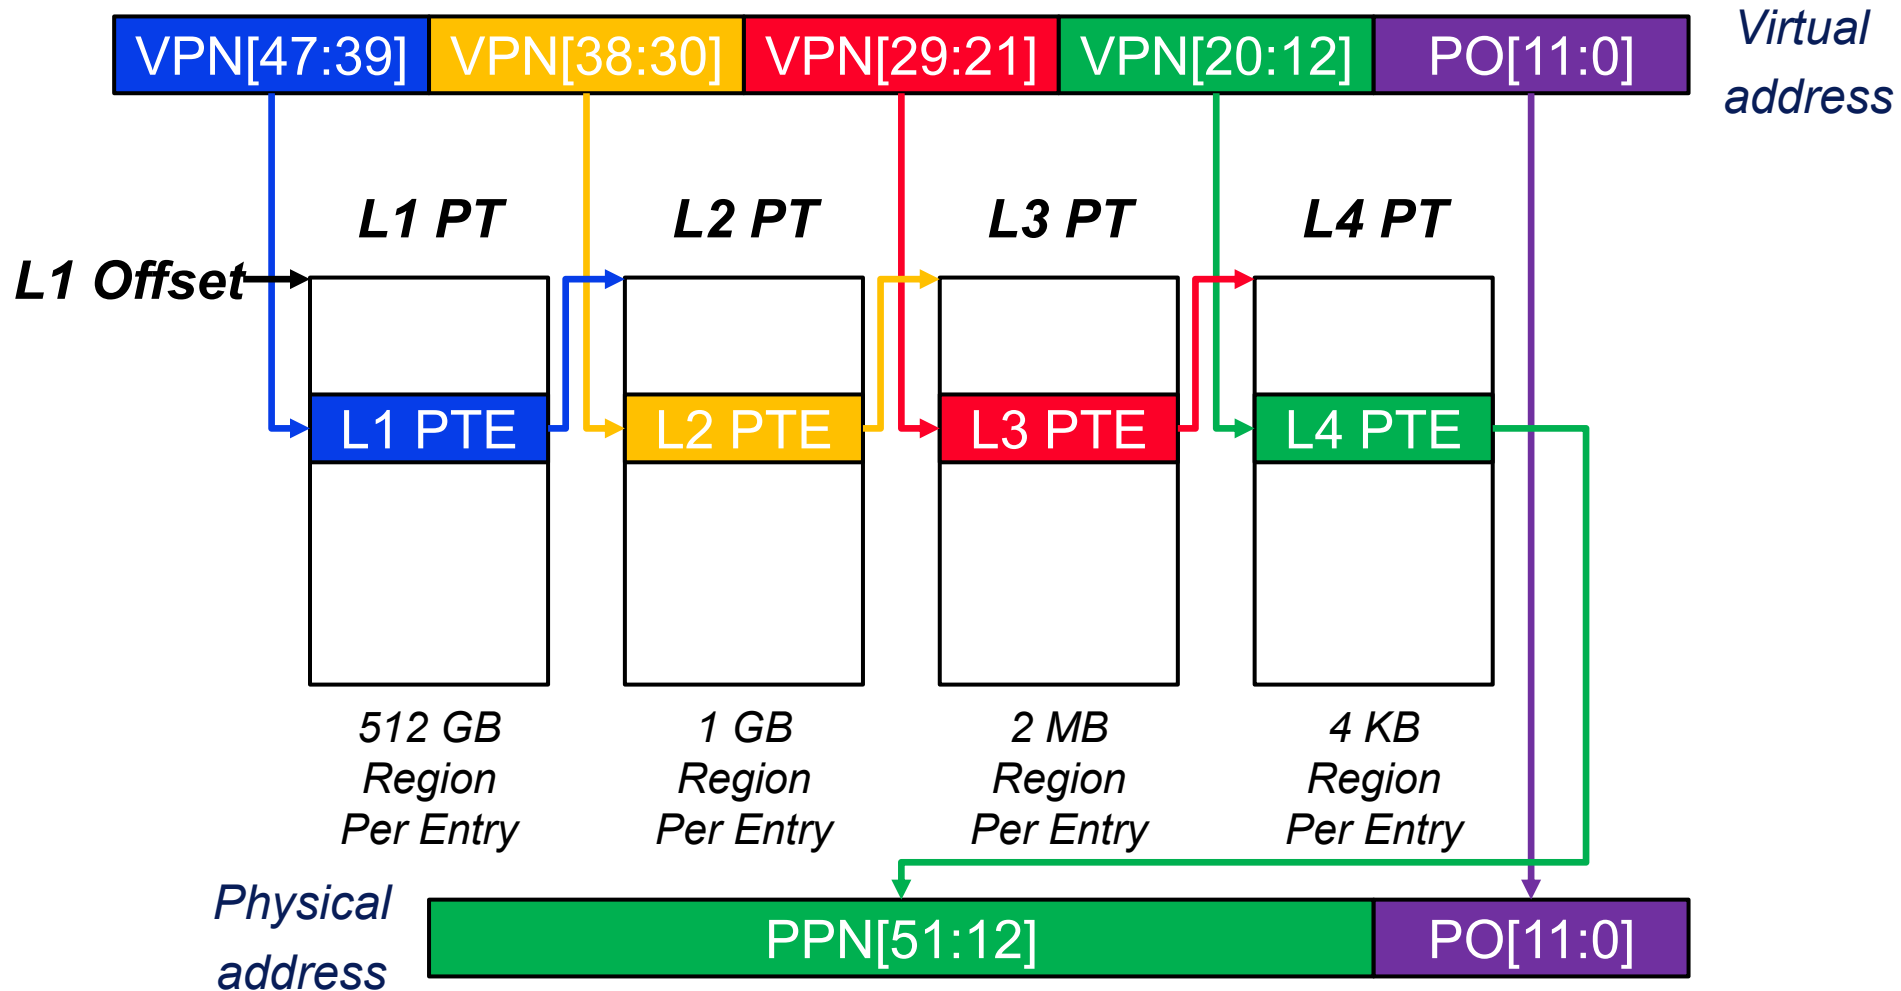 VPN[47:39] VPN[38:30] VPN[29:21] VPN[20:12] PO[11:0]
Virtual
address
L1 PT L2 PT L3 PT L4 PT
L1 Offset
L1 PTE L2 PTE L3 PTE L4 PTE
512 GB
Region
Per Entry
1 GB
Region
Per Entry
2 MB
Region
Per Entry
4 KB
Region
Per Entry
Physical
address
PPN[51:12] PO[11:0]